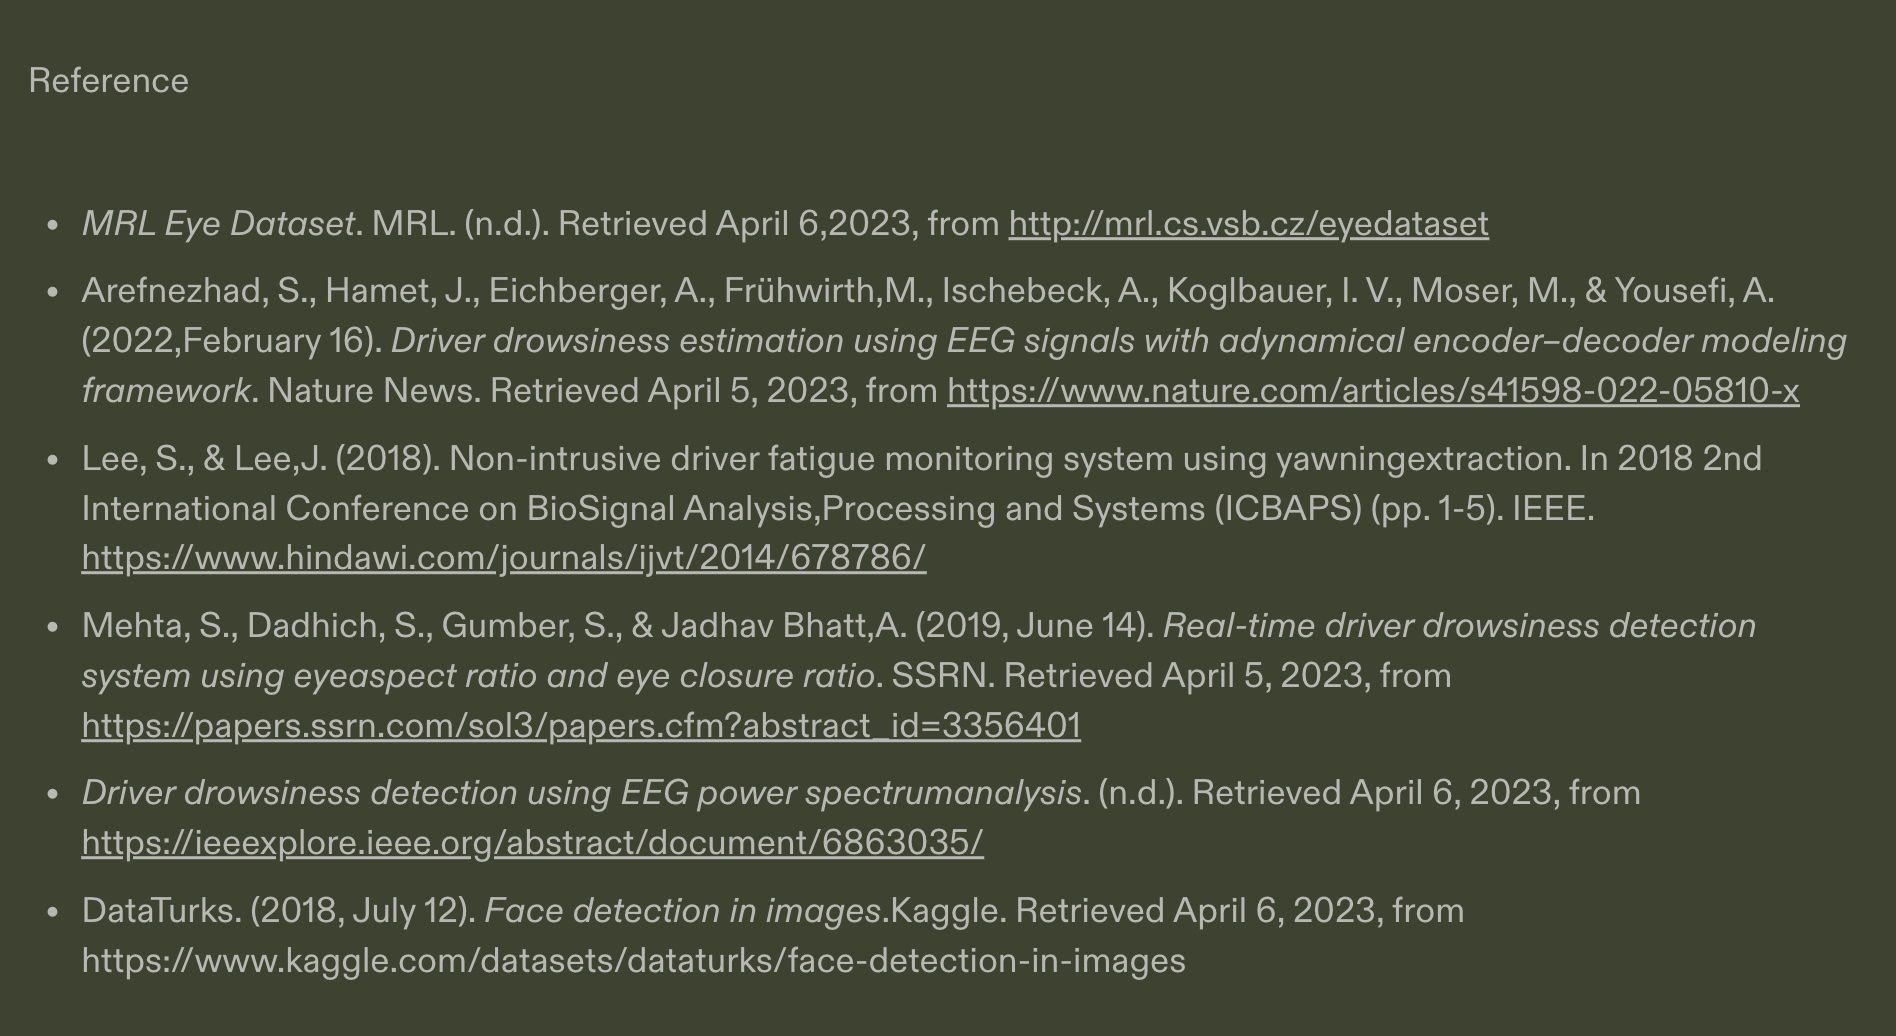 Reference
• MRL Eye Dataset. MRL. (n.d.). Retrieved April 6,2023, from http://mrl.cs.vsb.cz/eyedataset
• Arefnezhad, S., Hamet, J., Eichberger, A., Frühwirth,M., Ischebeck, A., Koglbauer, I. V., Moser, M., & Yousefi, A.
(2022,February 16). Driver drowsiness estimation using EEG signals with adynamical encoder–decoder modeling
framework. Nature News. Retrieved April 5, 2023, from https://www.nature.com/articles/s41598-022-05810-x
• Lee, S., & Lee,J. (2018). Non-intrusive driver fatigue monitoring system using yawningextraction. In 2018 2nd
International Conference on BioSignal Analysis,Processing and Systems (ICBAPS) (pp. 1-5). IEEE.
https://www.hindawi.com/journals/ijvt/2014/678786/
• Mehta, S., Dadhich, S., Gumber, S., & Jadhav Bhatt,A. (2019, June 14). Real-time driver drowsiness detection
system using eyeaspect ratio and eye closure ratio. SSRN. Retrieved April 5, 2023, from
https://papers.ssrn.com/sol3/papers.cfm?abstract_id=3356401
• Driver drowsiness detection using EEG power spectrumanalysis. (n.d.). Retrieved April 6, 2023, from
https://ieeexplore.ieee.org/abstract/document/6863035/
• DataTurks. (2018, July 12). Face detection in images.Kaggle. Retrieved April 6, 2023, from
https://www.kaggle.com/datasets/dataturks/face-detection-in-images